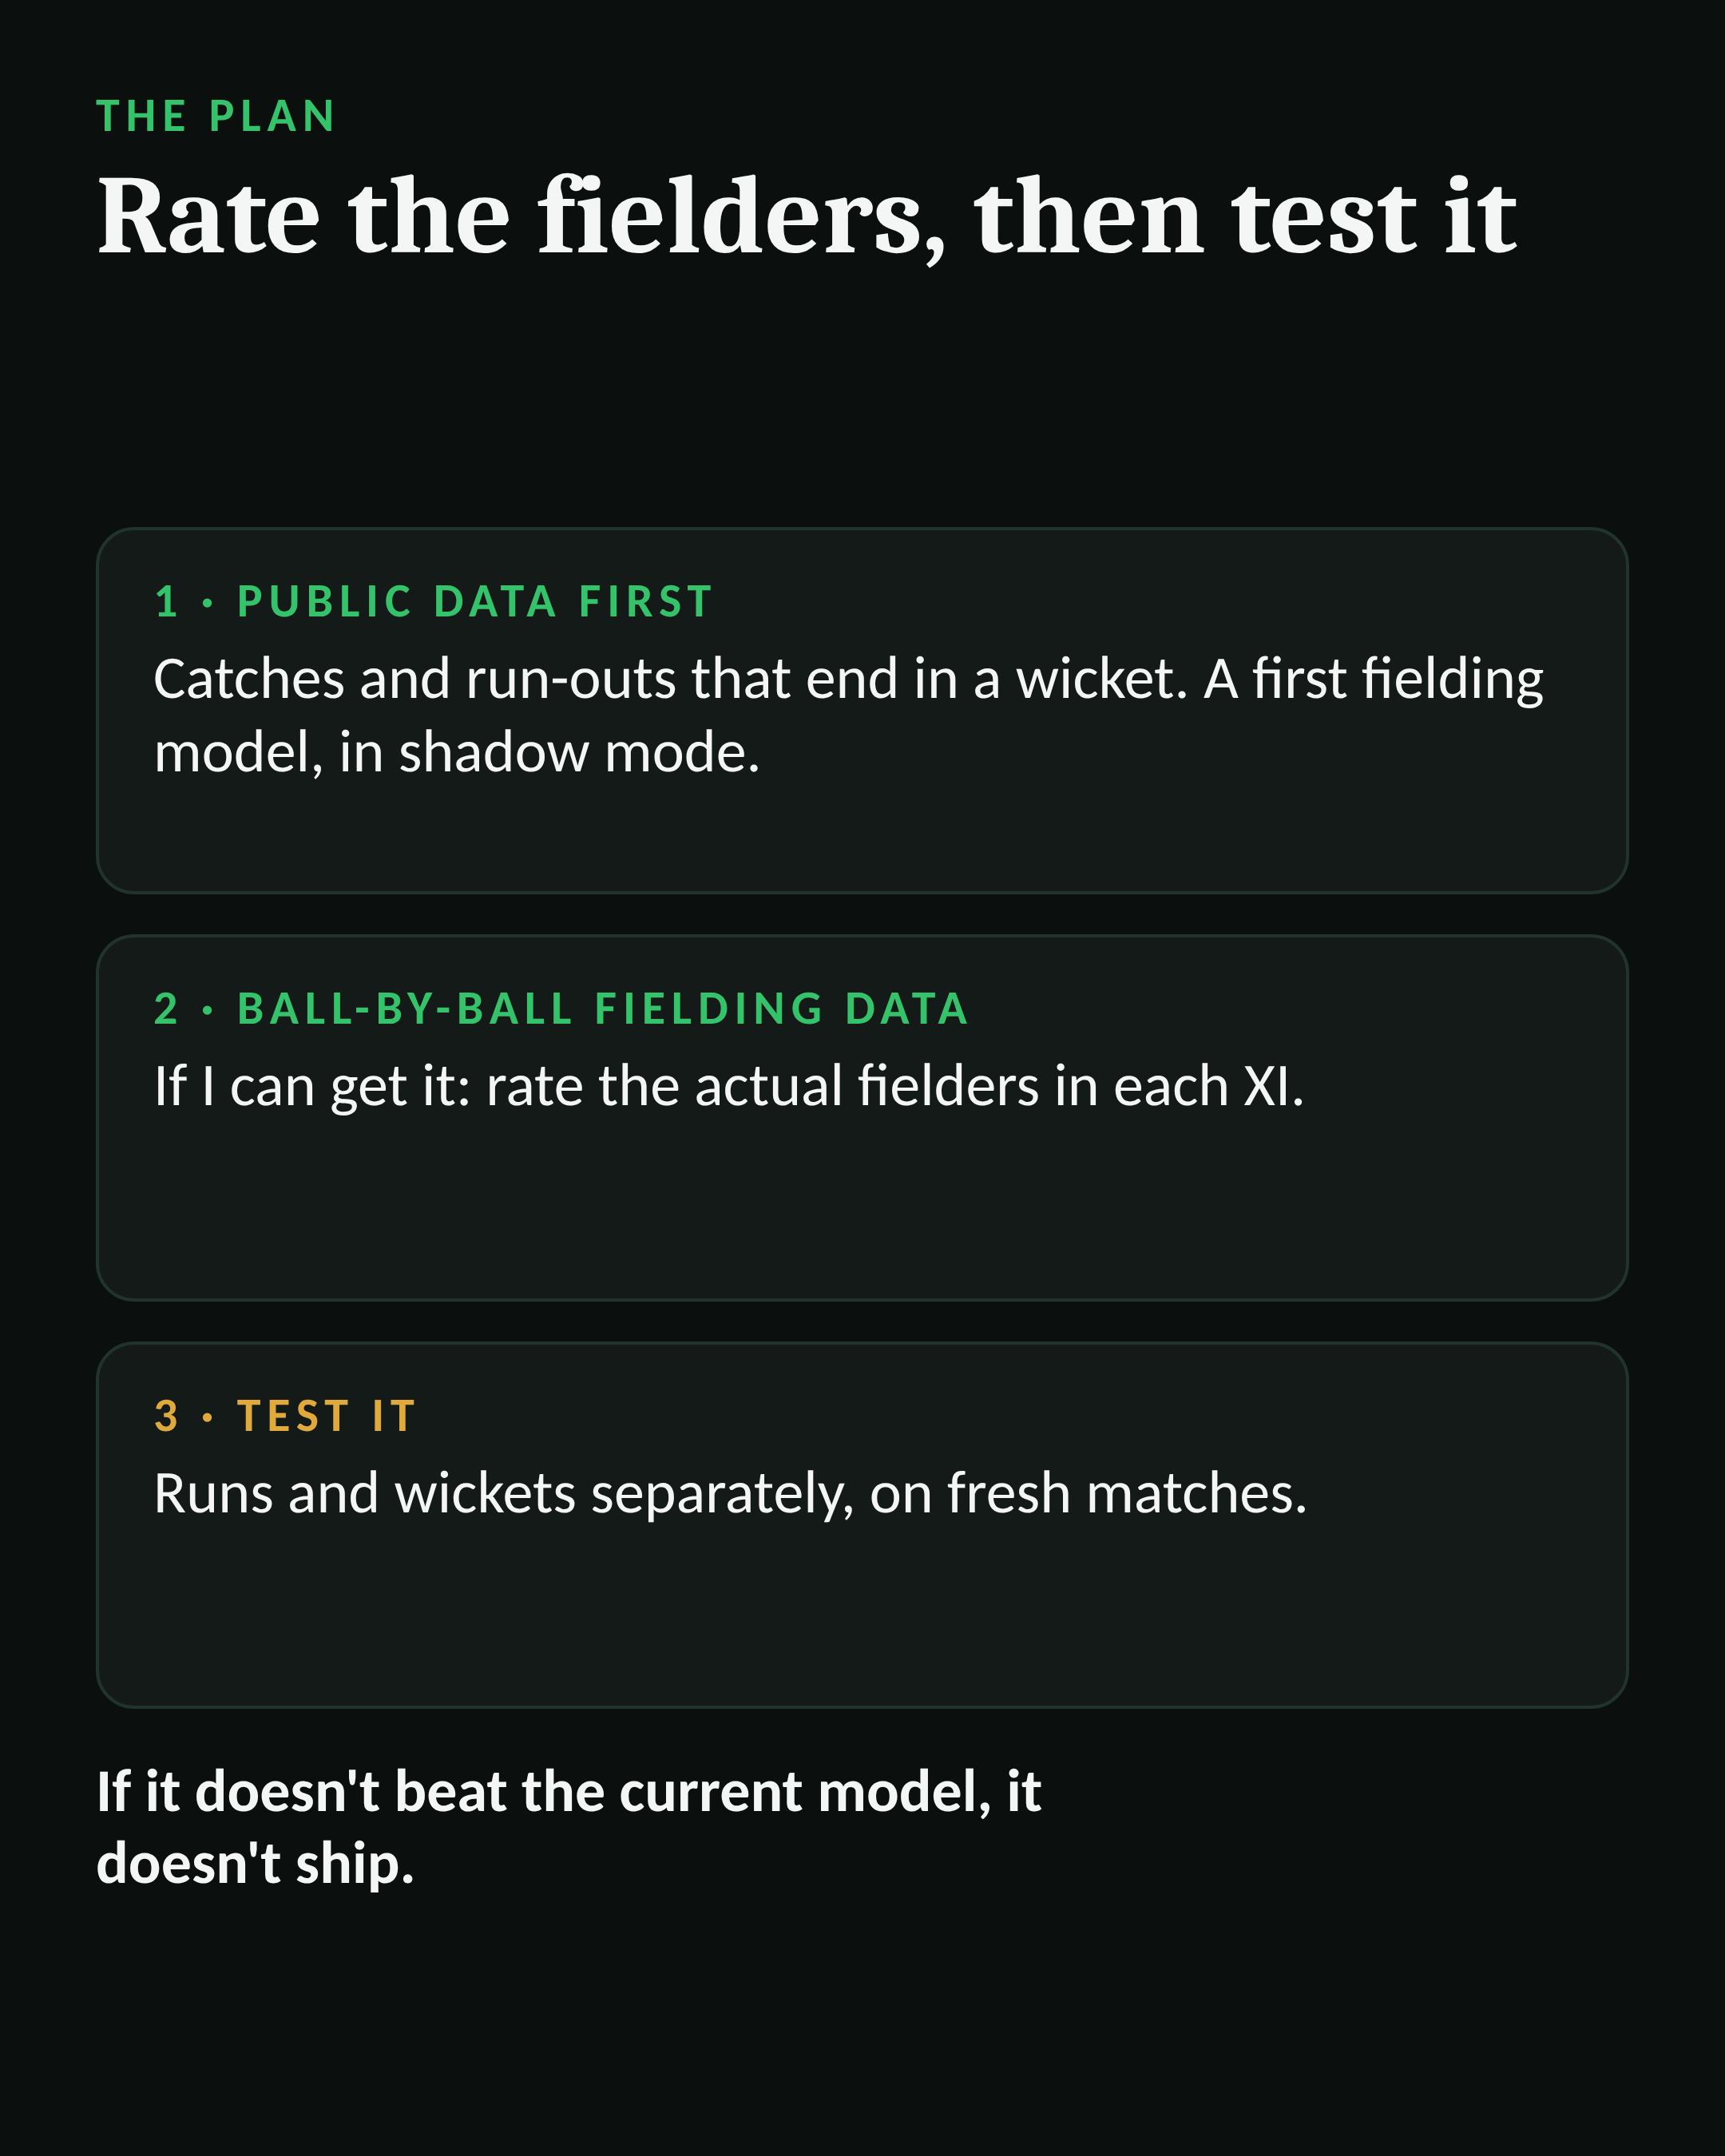 THE PLAN
Rate the fielders, then test it
1 · PUBLIC DATA FIRST
Catches and run-outs that end in a wicket. A first fielding
model, in shadow mode.
2 · BALL-BY-BALL FIELDING DATA
If I can get it: rate the actual fielders in each XI.
3 · TEST IT
Runs and wickets separately, on fresh matches.
If it doesn't beat the current model, it
doesn't ship.